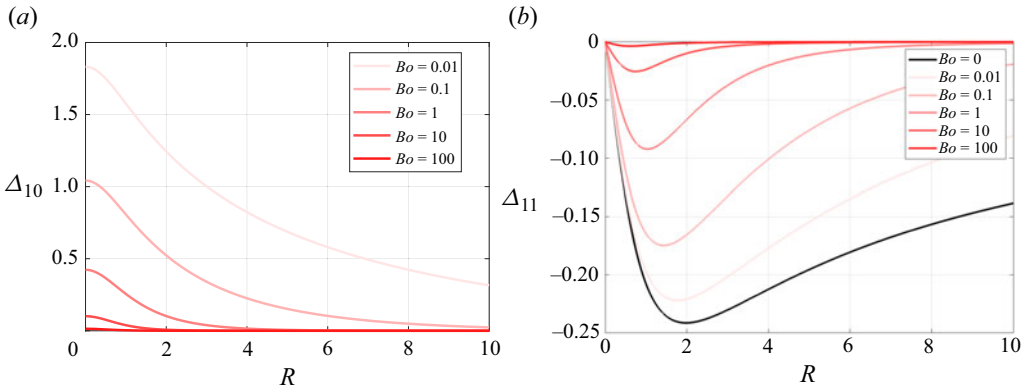 (a)
2.0
1.5
1.0
0.5
0
Δ10
Bo = 0.01
Bo = 0.1
Bo = 1
Bo = 10
Bo = 100
2 4 6 8 10
R
(b)
0
−0.05
−0.10
−0.15
−0.20
−0.25
Δ11
Bo = 0
Bo = 0.01
Bo = 0.1
Bo = 1
Bo = 10
Bo = 100
0 2 4 6 8 10
R